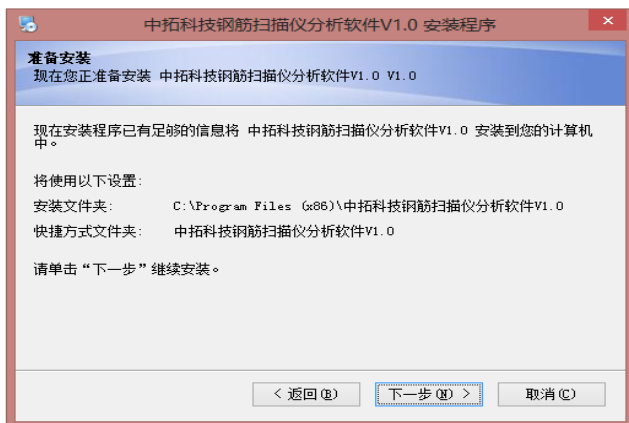 中拓科技钢筋扫描仪分析软件V1.0 安装程序
准备安装
现在您正准备安装 中拓科技钢筋扫描仪分析软件V1.0 V1.0
现在安装程序已有足够的信息将 中拓科技钢筋扫描仪分析软件V1.0 安装到您的计算机
中。
将使用以下设置:
安装文件夹: C:\Program Files (x86)\中拓科技钢筋扫描仪分析软件V1.0
快捷方式文件夹: 中拓科技钢筋扫描仪分析软件V1.0
请单击“下一步”继续安装。
< 返回(B) 下一步(N) > 取消(C)